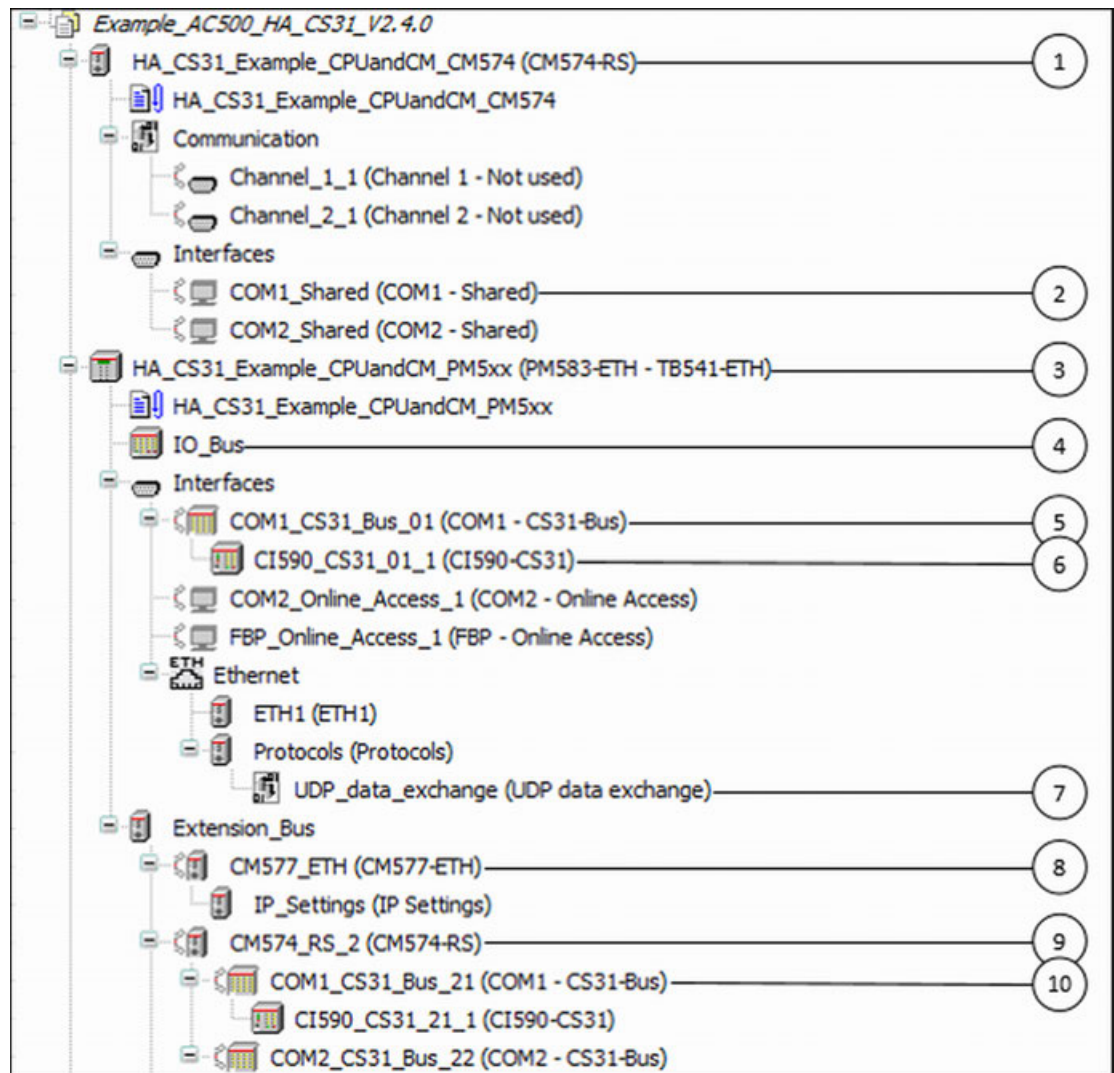 Example_AC500_HA_CS31_V2.4.0
HA_CS31_Example_CPUandCM_CM574 (CM574-RS) 1
HA_CS31_Example_CPUandCM_CM574
Communication
Channel_1_1 (Channel 1 - Not used)
Channel_2_1 (Channel 2 - Not used)
Interfaces
COM1_Shared (COM1 - Shared) 2
COM2_Shared (COM2 - Shared)
HA_CS31_Example_CPUandCM_PM5xx (PM583-ETH - TB541-ETH) 3
HA_CS31_Example_CPUandCM_PM5xx
IO_Bus 4
Interfaces
COM1_CS31_Bus_01 (COM1 - CS31-Bus) 5
CI590_CS31_01_1 (CI590-CS31) 6
COM2_Online_Access_1 (COM2 - Online Access)
FBP_Online_Access_1 (FBP - Online Access)
ETH Ethernet
ETH1 (ETH1)
Protocols (Protocols)
UDP_data_exchange (UDP data exchange) 7
Extension_Bus
CM577_ETH (CM577-ETH) 8
IP_Settings (IP Settings)
CM574_RS_2 (CM574-RS) 9
COM1_CS31_Bus_21 (COM1 - CS31-Bus) 10
CI590_CS31_21_1 (CI590-CS31)
COM2_CS31_Bus_22 (COM2 - CS31-Bus)